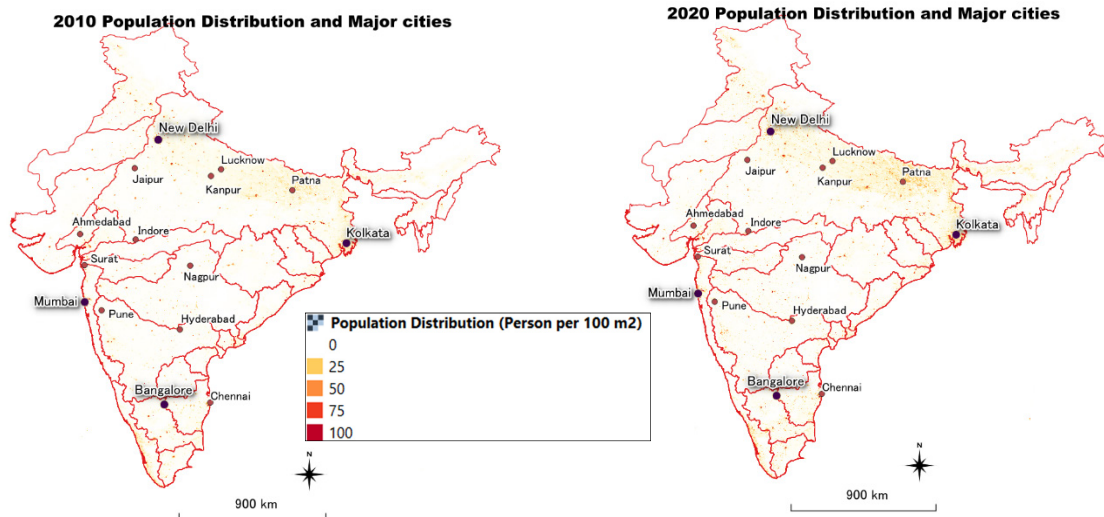 2010 Population Distribution and Major cities
New Delhi
Lucknow
Jaipur
Kanpur
Patna
Ahmedabad
Indore
Kolkata
Surat
Nagpur
Mumbai
Pune
Hyderabad
Bangalore
Chennai
N
900 km
Population Distribution (Person per 100 m2)
0
25
50
75
100
2020 Population Distribution and Major cities
New Delhi
Lucknow
Jaipur
Kanpur
Patna
Ahmedabad
Indore
Kolkata
Surat
Nagpur
Mumbai
Pune
Hyderabad
Bangalore
Chennai
N
900 km